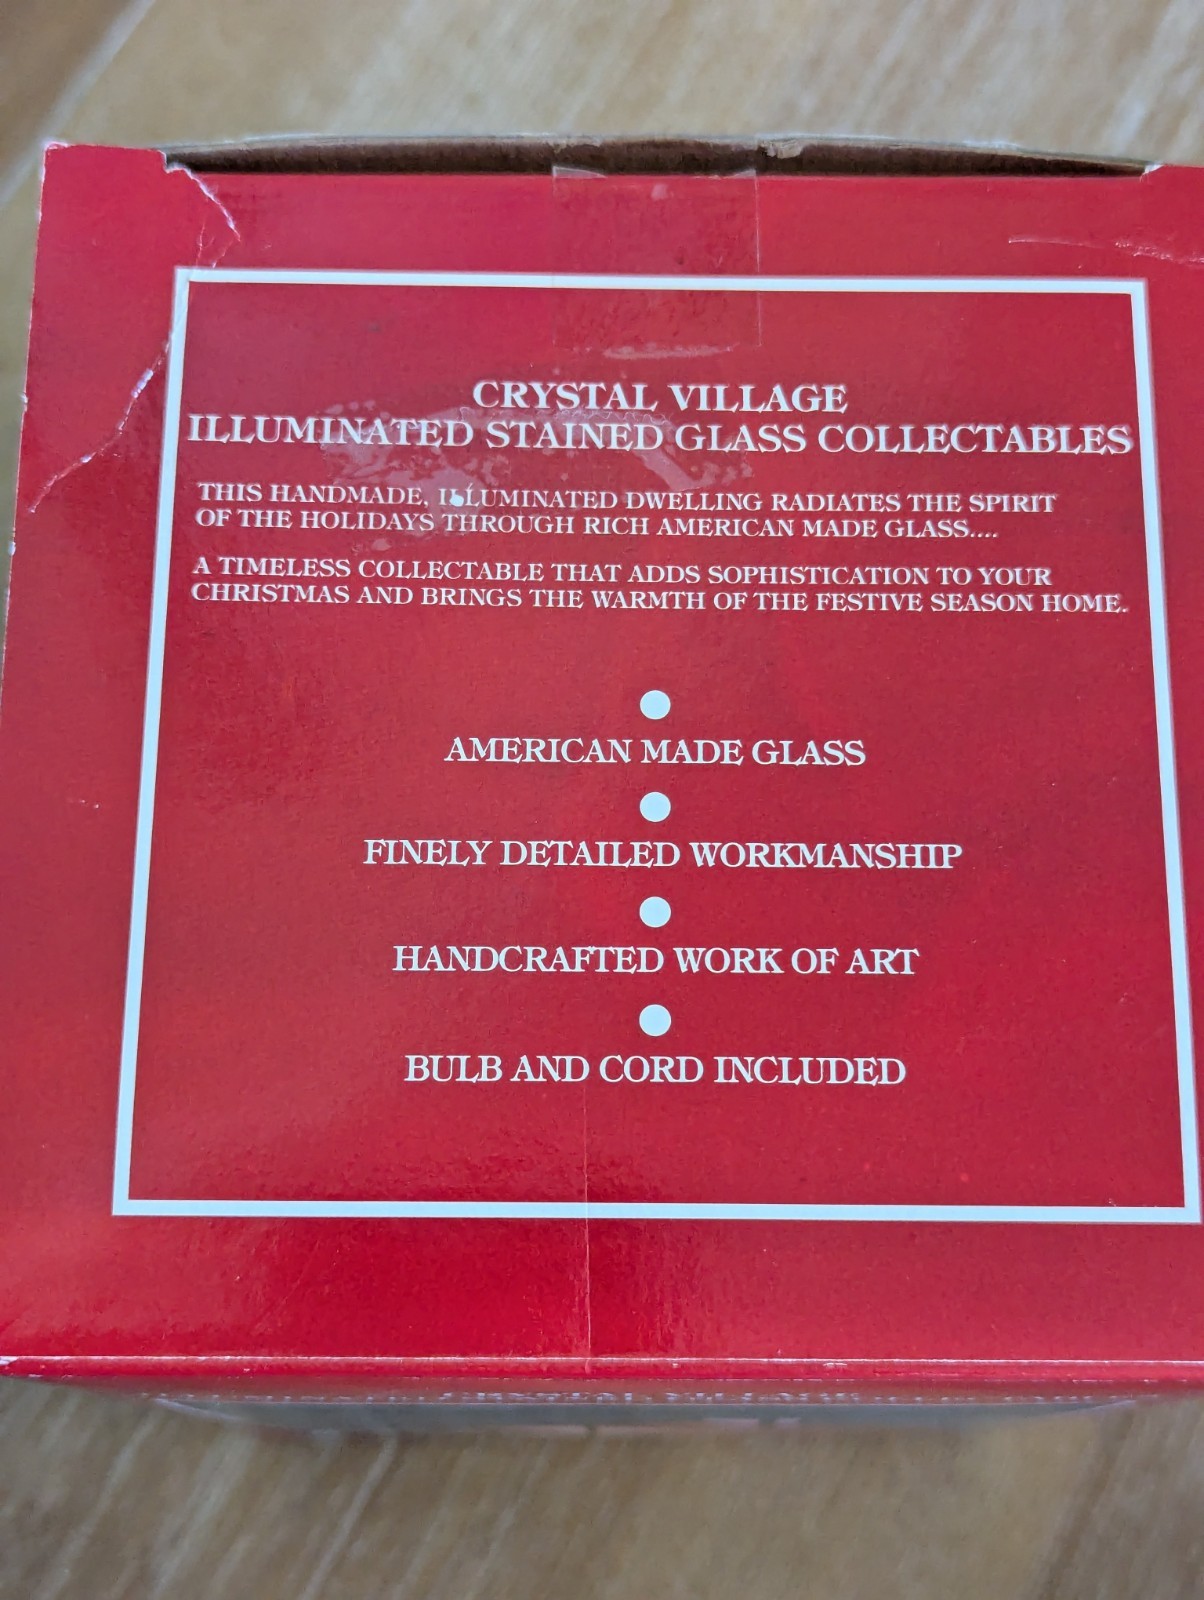 CRYSTAL VILLAGE
ILLUMINATED STAINED GLASS COLLECTABLES
THIS HANDMADE, ILLUMINATED DWELLING RADIATES THE SPIRIT
OF THE HOLIDAYS THROUGH RICH AMERICAN MADE GLASS....
A TIMELESS COLLECTABLE THAT ADDS SOPHISTICATION TO YOUR
CHRISTMAS AND BRINGS THE WARMTH OF THE FESTIVE SEASON HOME.
AMERICAN MADE GLASS
FINELY DETAILED WORKMANSHIP
HANDCRAFTED WORK OF ART
BULB AND CORD INCLUDED